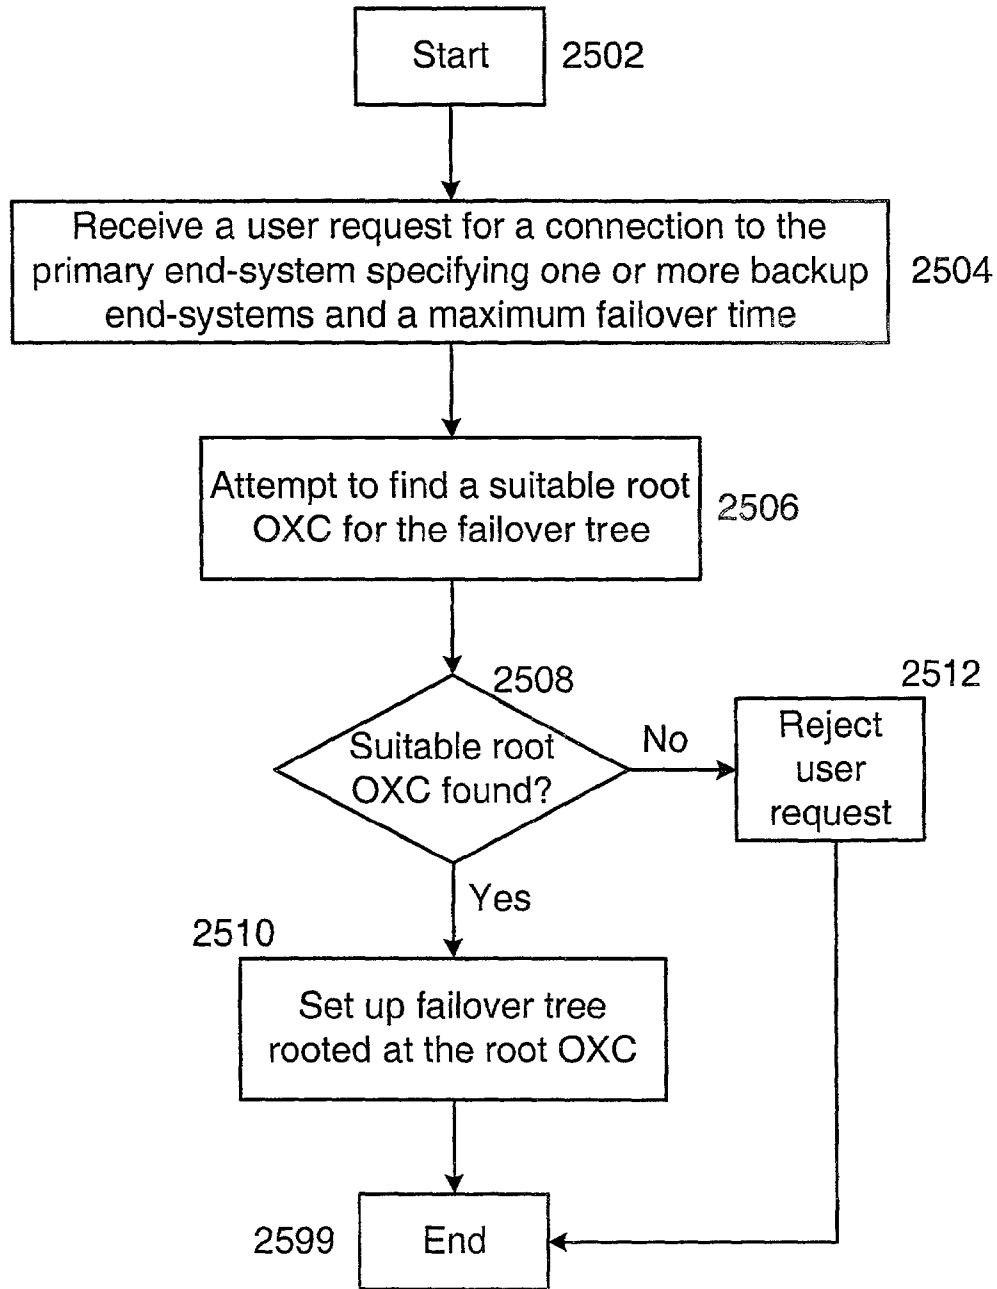 Start
2502
Receive a user request for a connection to the
primary end-system specifying one or more backup
end-systems and a maximum failover time
2504
Attempt to find a suitable root
OXC for the failover tree
2506
2508
Suitable root
OXC found?
No
2512
Reject
user
request
Yes
2510
Set up failover tree
rooted at the root OXC
2599
End